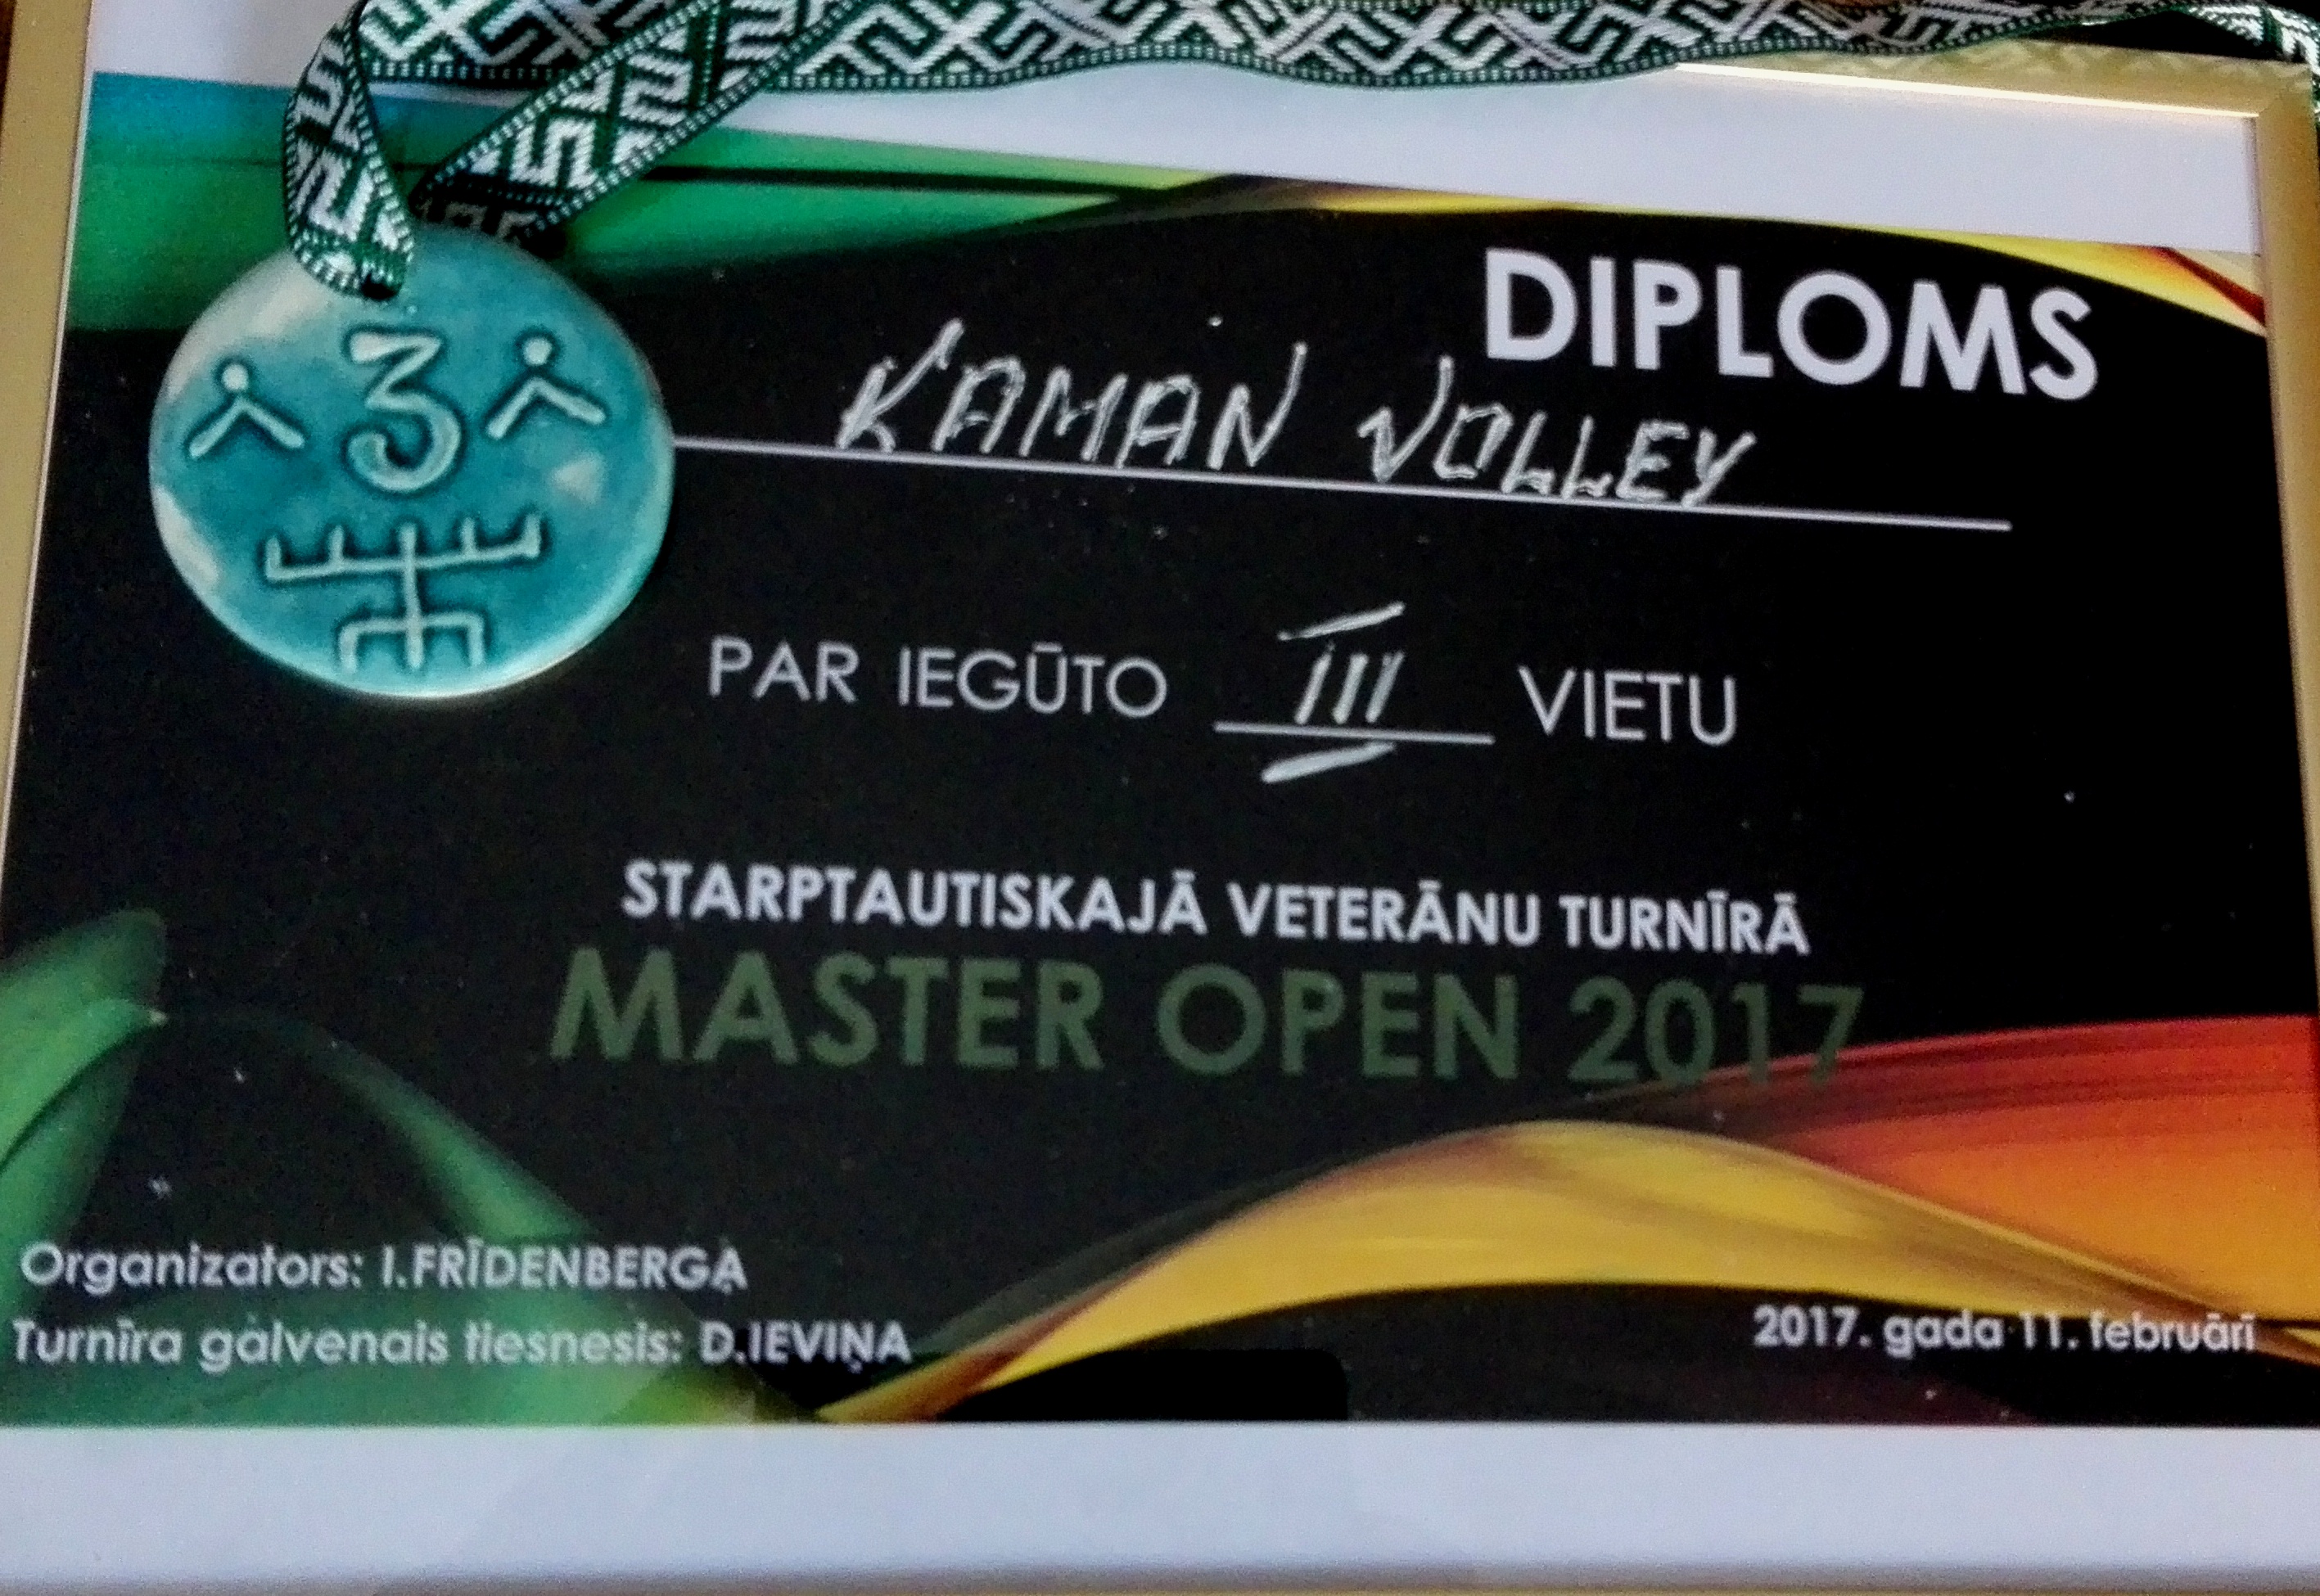 3
DIPLOMS
KAMAN VOLLEY
PAR IEGŪTO III VIETU
STARPTAUTISKAJĀ VETERĀNU TURNĪRĀ
MASTER OPEN 2017
Organizators: I.FRĪDENBERGA
Turnīra galvenais tiesnesis: D.IEVIŅA
2017. gada 11. februārī